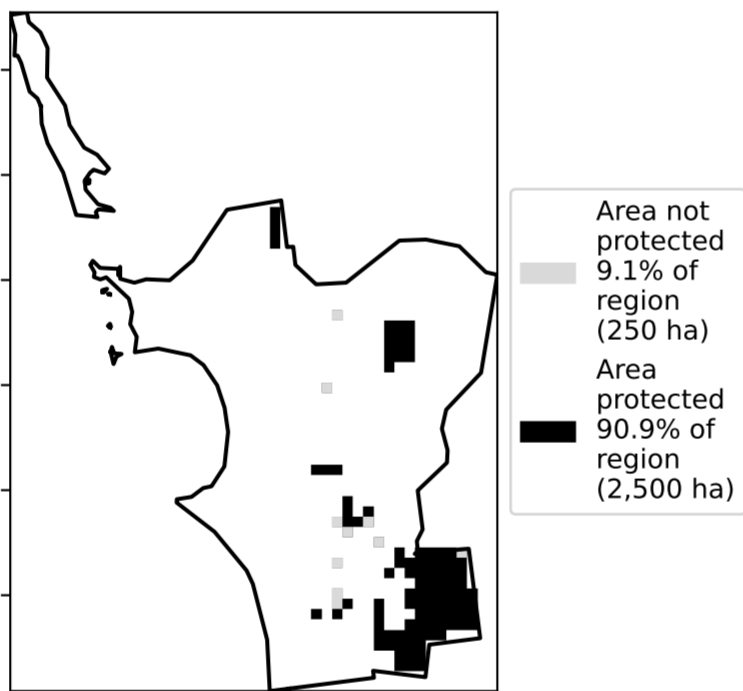 Area not
protected
9.1% of
region
(250 ha)
Area
protected
90.9% of
region
(2,500 ha)